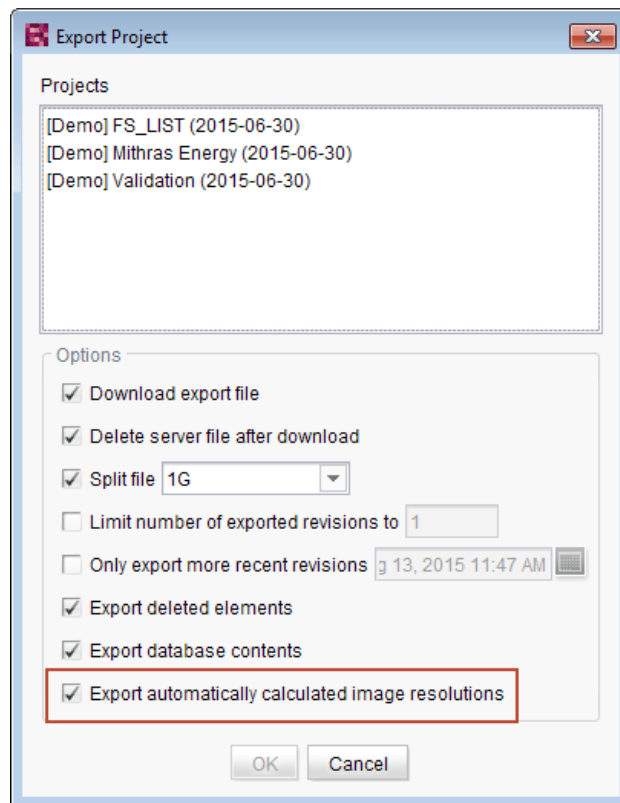 Export Project
Projects
[Demo] FS_LIST (2015-06-30)
[Demo] Mithras Energy (2015-06-30)
[Demo] Validation (2015-06-30)
Options
Download export file
Delete server file after download
Split file 1G
Limit number of exported revisions to 1
Only export more recent revisions g 13, 2015 11:47 AM
Export deleted elements
Export database contents
Export automatically calculated image resolutions
OK Cancel